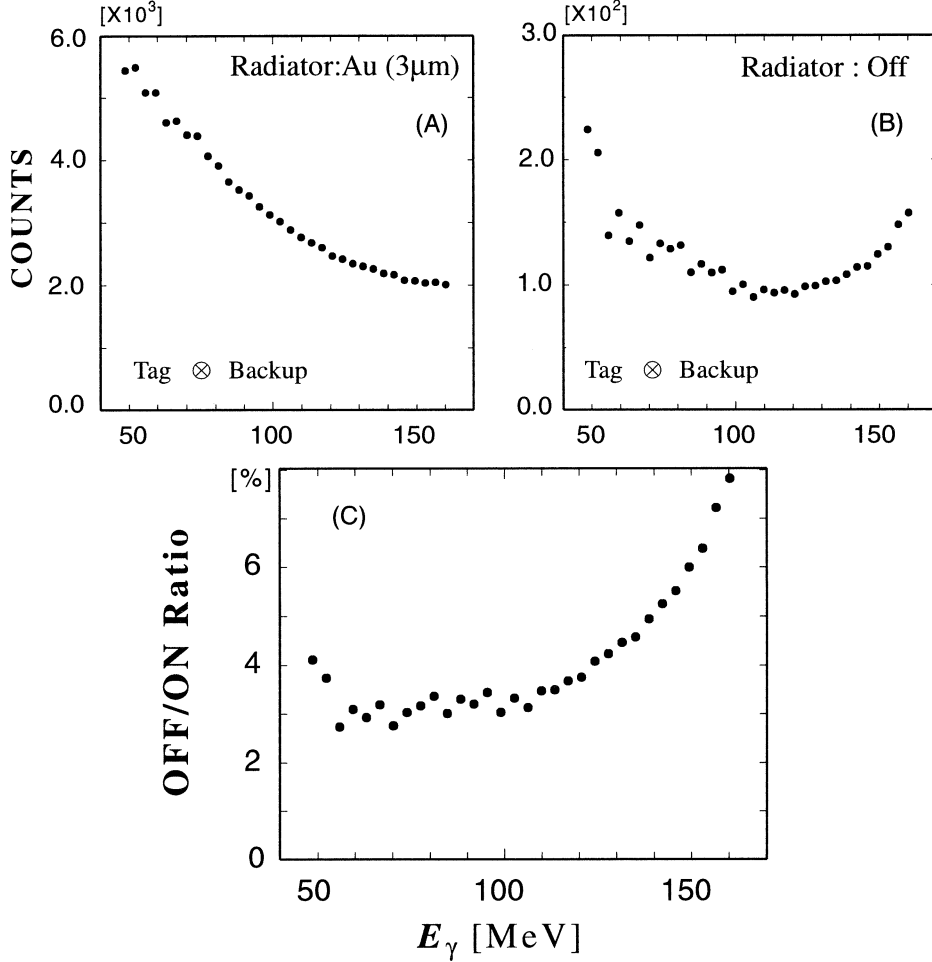 [X10³]
6.0
4.0
2.0
0.0
COUNTS
Radiator:Au (3μm)
(A)
Tag ⊗ Backup
50 100 150
[X10²]
3.0
2.0
1.0
0.0
Radiator : Off
(B)
Tag ⊗ Backup
50 100 150
[%]
6
4
2
0
OFF/ON Ratio
(C)
50 100 150
Eγ [MeV]